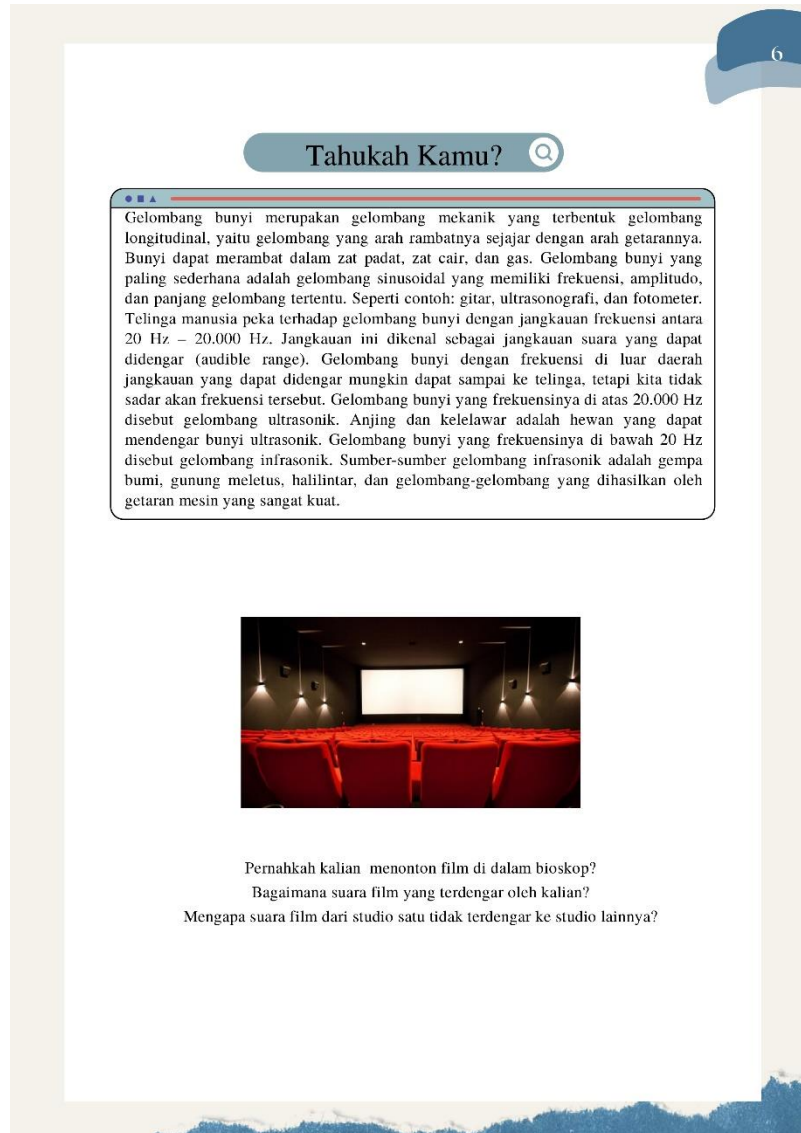 6
Tahukah Kamu?
Gelombang bunyi merupakan gelombang mekanik yang terbentuk gelombang
longitudinal, yaitu gelombang yang arah rambatnya sejajar dengan arah getarannya.
Bunyi dapat merambat dalam zat padat, zat cair, dan gas. Gelombang bunyi yang
paling sederhana adalah gelombang sinusoidal yang memiliki frekuensi, amplitudo,
dan panjang gelombang tertentu. Seperti contoh: gitar, ultrasonografi, dan fotometer.
Telinga manusia peka terhadap gelombang bunyi dengan jangkauan frekuensi antara
20 Hz – 20.000 Hz. Jangkauan ini dikenal sebagai jangkauan suara yang dapat
didengar (audible range). Gelombang bunyi dengan frekuensi di luar daerah
jangkauan yang dapat didengar mungkin dapat sampai ke telinga, tetapi kita tidak
sadar akan frekuensi tersebut. Gelombang bunyi yang frekuensinya di atas 20.000 Hz
disebut gelombang ultrasonik. Anjing dan kelelawar adalah hewan yang dapat
mendengar bunyi ultrasonik. Gelombang bunyi yang frekuensinya di bawah 20 Hz
disebut gelombang infrasonik. Sumber-sumber gelombang infrasonik adalah gempa
bumi, gunung meletus, halilintar, dan gelombang-gelombang yang dihasilkan oleh
getaran mesin yang sangat kuat.
Pernahkah kalian menonton film di dalam bioskop?
Bagaimana suara film yang terdengar oleh kalian?
Mengapa suara film dari studio satu tidak terdengar ke studio lainnya?